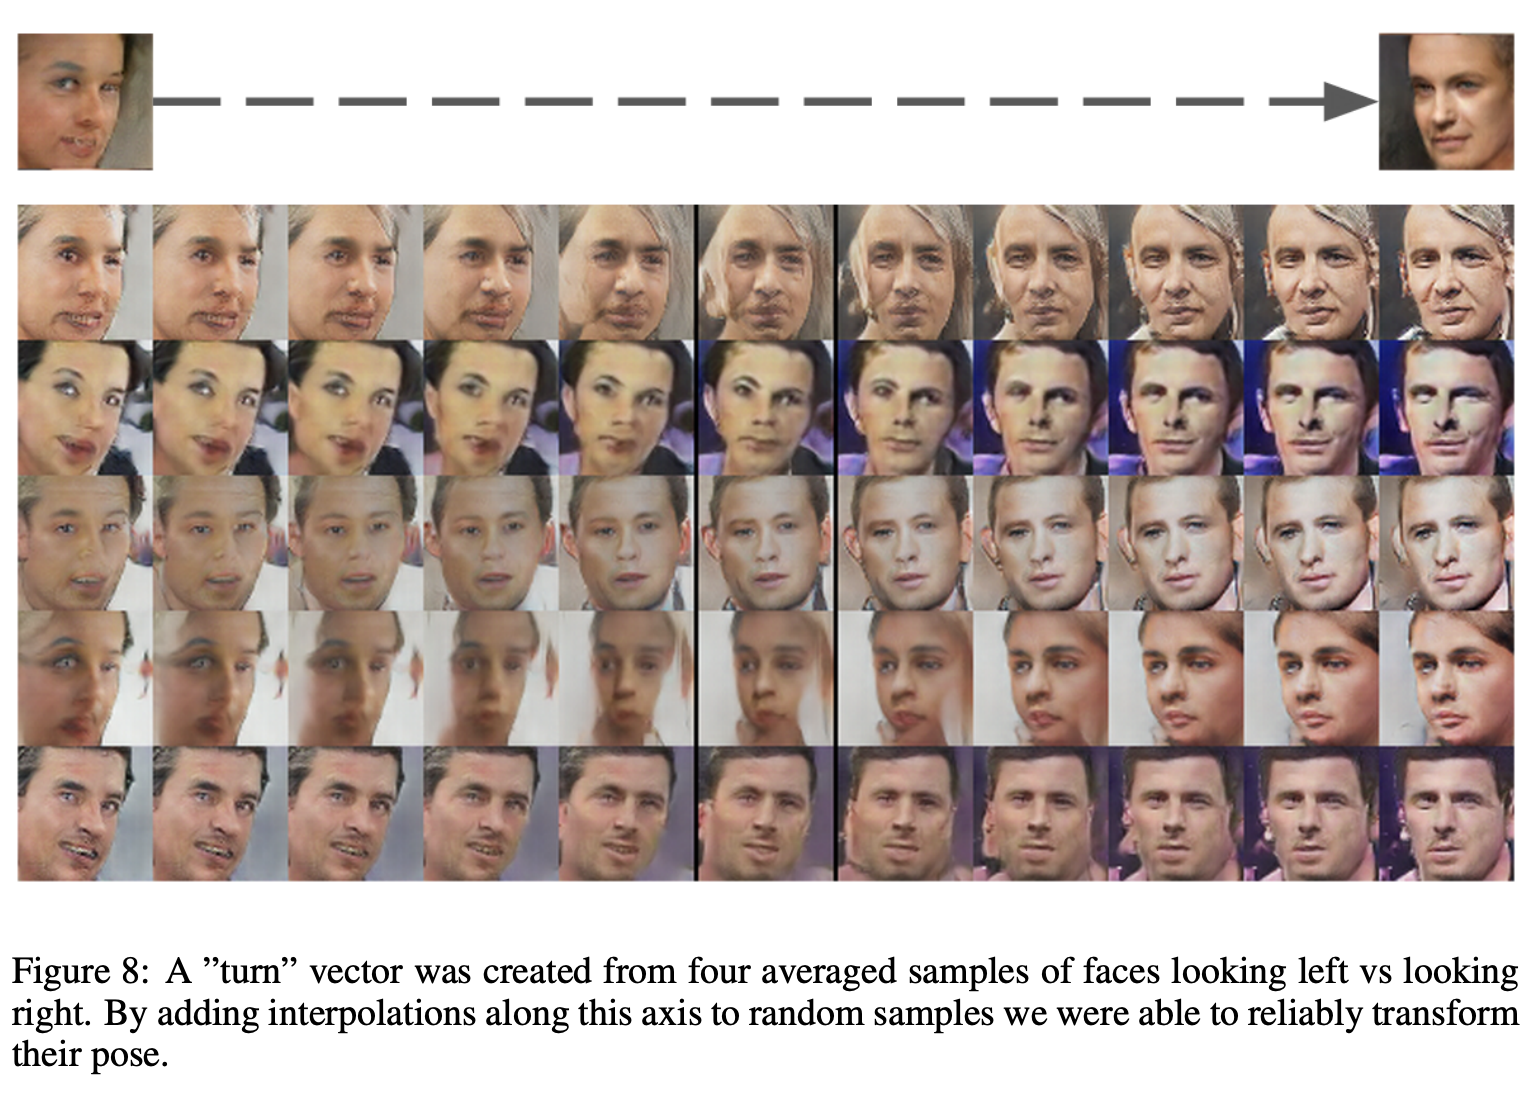 Figure 8: A ”turn” vector was created from four averaged samples of faces looking left vs looking
right. By adding interpolations along this axis to random samples we were able to reliably transform
their pose.